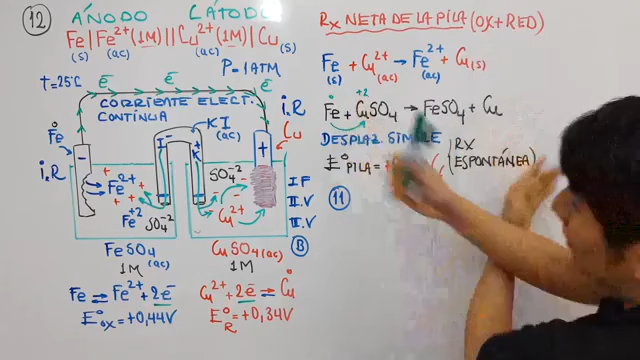 12
ÁNODO CÁTODO
Fe | Fe²⁺(1M) || Cu²⁺(1M) | Cu
(s) (ac) (ac) (s)
T=25°C P=1ATM
ē ē ē ē
CORRIENTE ELECT.
CONTÍNUA
i.R
KI (ac)
Fe°
Cu
- +
i.R
I⁻ K⁺
Fe²⁺
SO₄⁻²
Fe⁺²
SO₄⁻²
Cu²⁺
I F
II.V
III.V
B
FeSO₄ (ac)
1M
CuSO₄(ac)
1M
Fe ⇌ Fe²⁺+2ē
E°ox=+0,44V
Cu²⁺+2ē ⇌ Cu°
E°R=+0,34V
RX NETA DE LA PILA (OX+RED)
Fe + Cu²⁺ → Fe²⁺ + Cu(s)
(s) (ac) (ac)
Fe° + CuSO₄ → FeSO₄ + Cu
+2
DESPLAZ SIMPLE
E° PILA = +
(RX
ESPONTÁNEA)
11